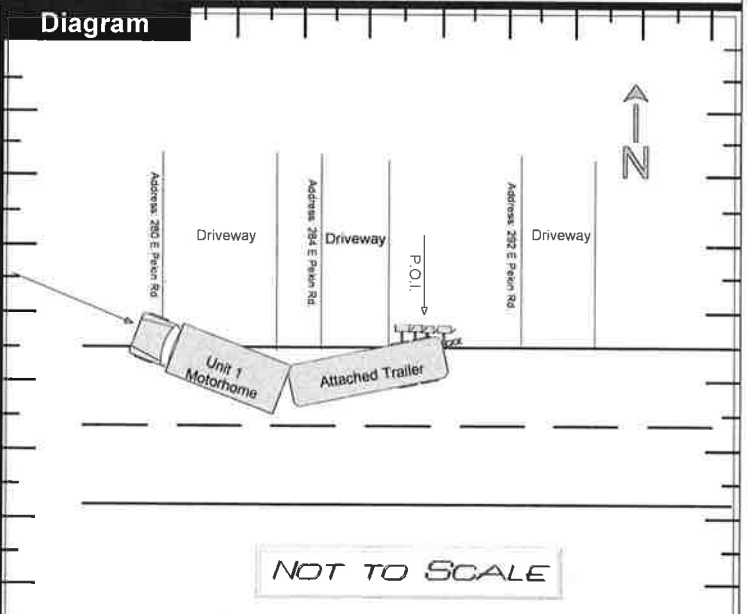 Diagram
N
Address: 280 E Pekin Rd.
Driveway
Address: 284 E Pekin Rd.
Driveway
P.O.I.
Address: 292 E Pekin Rd.
Driveway
Unit 1
Motorhome
Attached Trailer
NOT TO SCALE